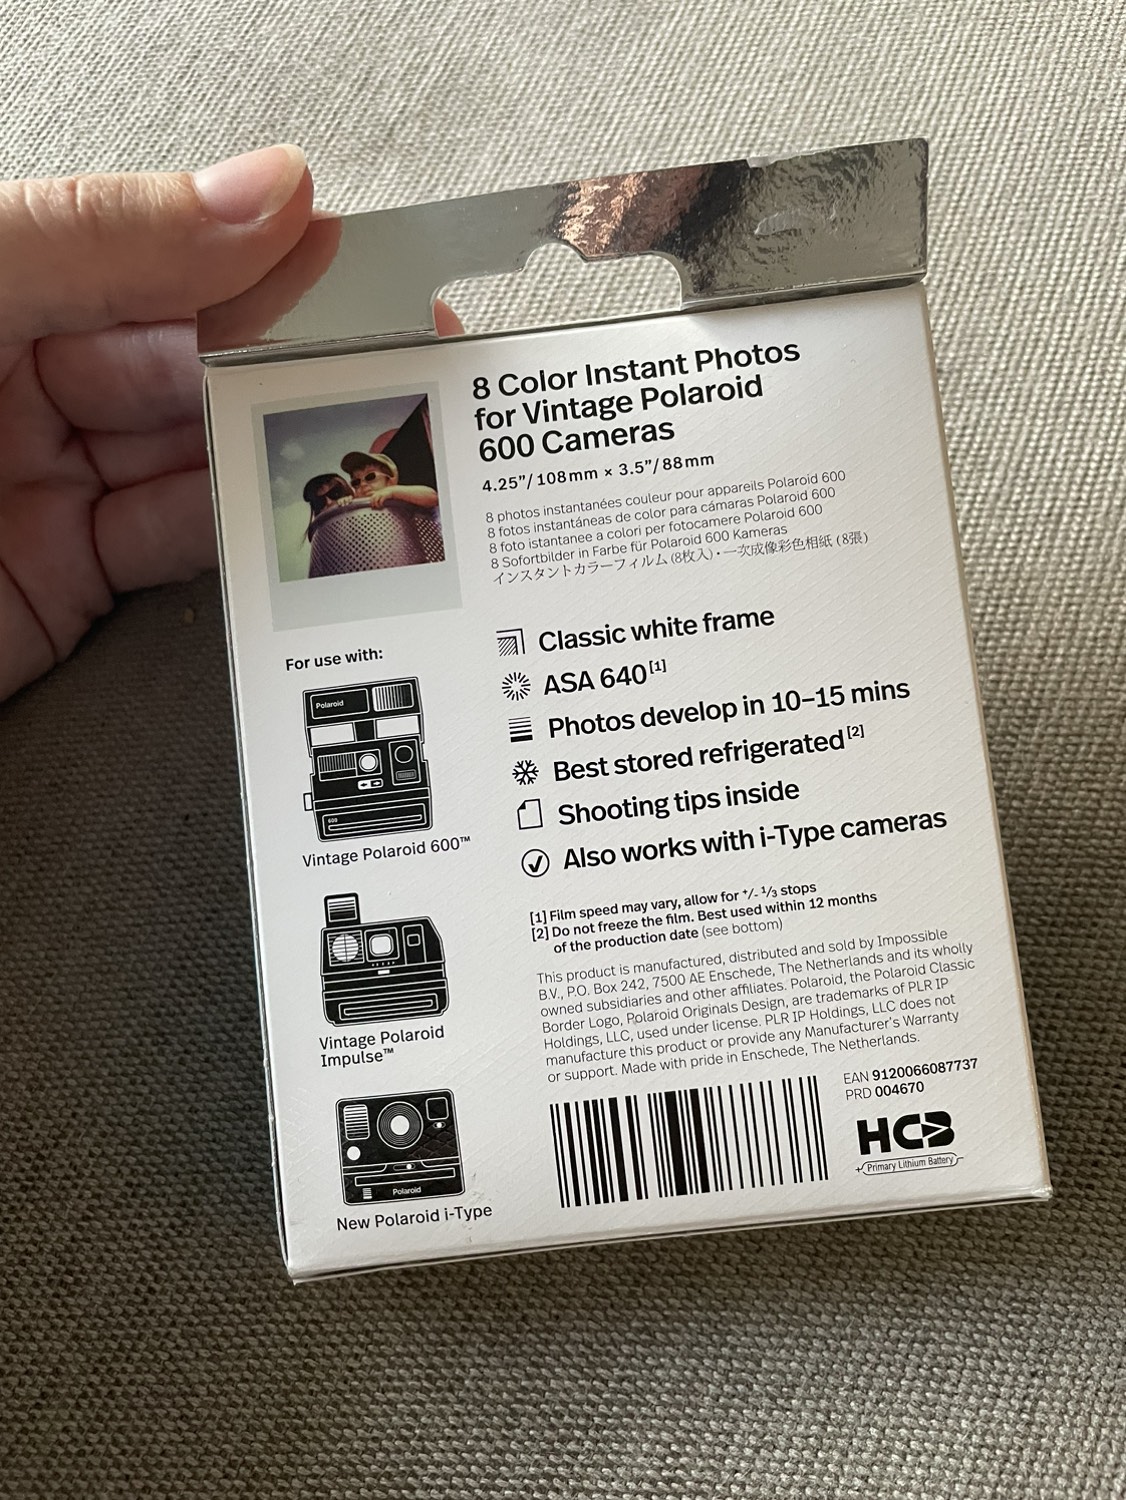 8 Color Instant Photos
for Vintage Polaroid
600 Cameras
4.25”/108mm × 3.5”/88mm
8 photos instantanées couleur pour appareils Polaroid 600
8 fotos instantáneas de color para cámaras Polaroid 600
8 foto istantanee a colori per fotocamere Polaroid 600
8 Sofortbilder in Farbe für Polaroid 600 Kameras
インスタントカラーフィルム (8枚入)・一次成像彩色相紙 (8張)
Classic white frame
ASA 640[1]
Photos develop in 10–15 mins
Best stored refrigerated[2]
Shooting tips inside
Also works with i-Type cameras
[1] Film speed may vary, allow for +/- 1/3 stops
[2] Do not freeze the film. Best used within 12 months
of the production date (see bottom)
This product is manufactured, distributed and sold by Impossible
B.V., P.O. Box 242, 7500 AE Enschede, The Netherlands and its wholly
owned subsidiaries and other affiliates. Polaroid, the Polaroid Classic
Border Logo, Polaroid Originals Design, are trademarks of PLR IP
Holdings, LLC, used under license. PLR IP Holdings, LLC does not
manufacture this product or provide any Manufacturer's Warranty
or support. Made with pride in Enschede, The Netherlands.
EAN 9120066087737
PRD 004670
HCB
Primary Lithium Battery
For use with:
Polaroid
600
Vintage Polaroid 600™
Vintage Polaroid
Impulse™
Polaroid
New Polaroid i-Type